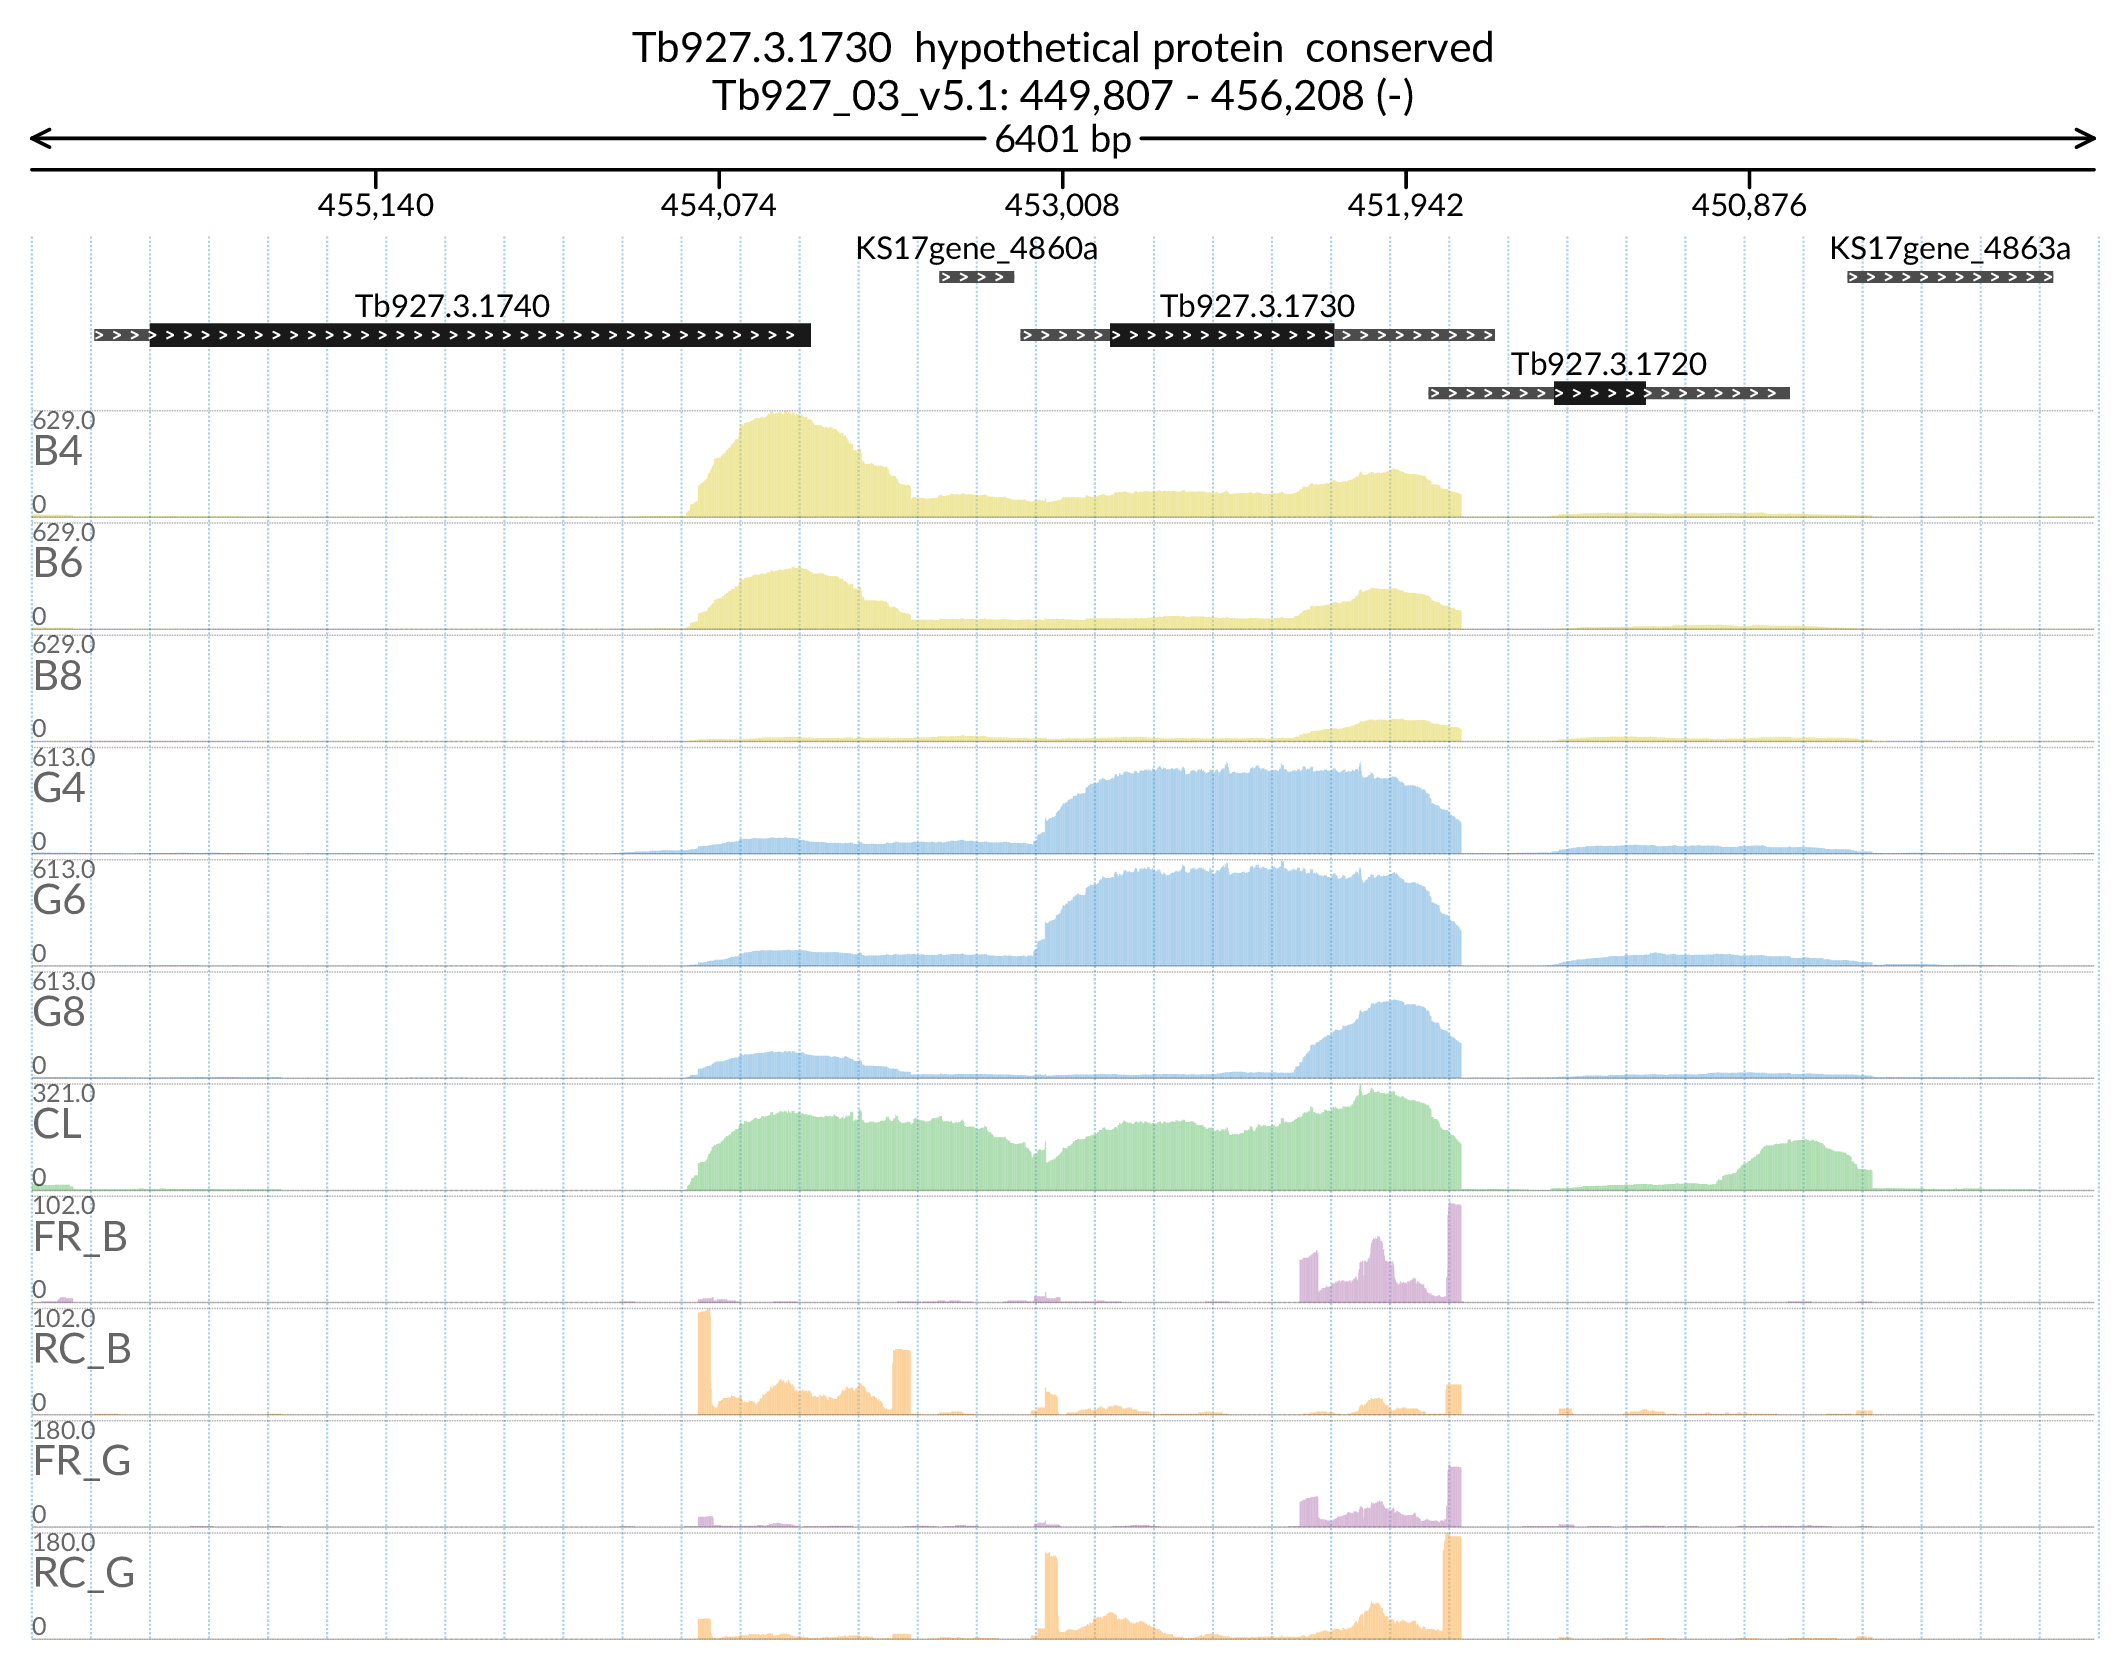 Tb927.3.1730  hypothetical protein  conserved
Tb927_03_v5.1: 449,807 - 456,208 (-)
6401 bp
455,140 454,074 453,008 451,942 450,876
KS17gene_4860a KS17gene_4863a
Tb927.3.1740 Tb927.3.1730
Tb927.3.1720
629.0
B4
0
629.0
B6
0
629.0
B8
0
613.0
G4
0
613.0
G6
0
613.0
G8
0
321.0
CL
0
102.0
FR_B
0
102.0
RC_B
0
180.0
FR_G
0
180.0
RC_G
0